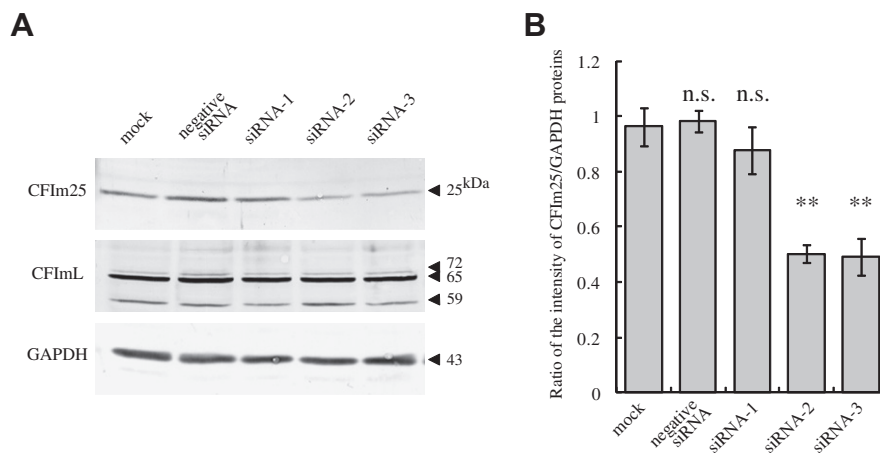 A
mock
negative
siRNA
siRNA-1
siRNA-2
siRNA-3
CFIm25
25kDa
CFImL
72
65
59
GAPDH
43
B
Ratio of the intensity of CFIm25/GAPDH proteins
1.2
1
0.8
0.6
0.4
0.2
0
n.s.
n.s.
**
**
mock
negative
siRNA
siRNA-1
siRNA-2
siRNA-3